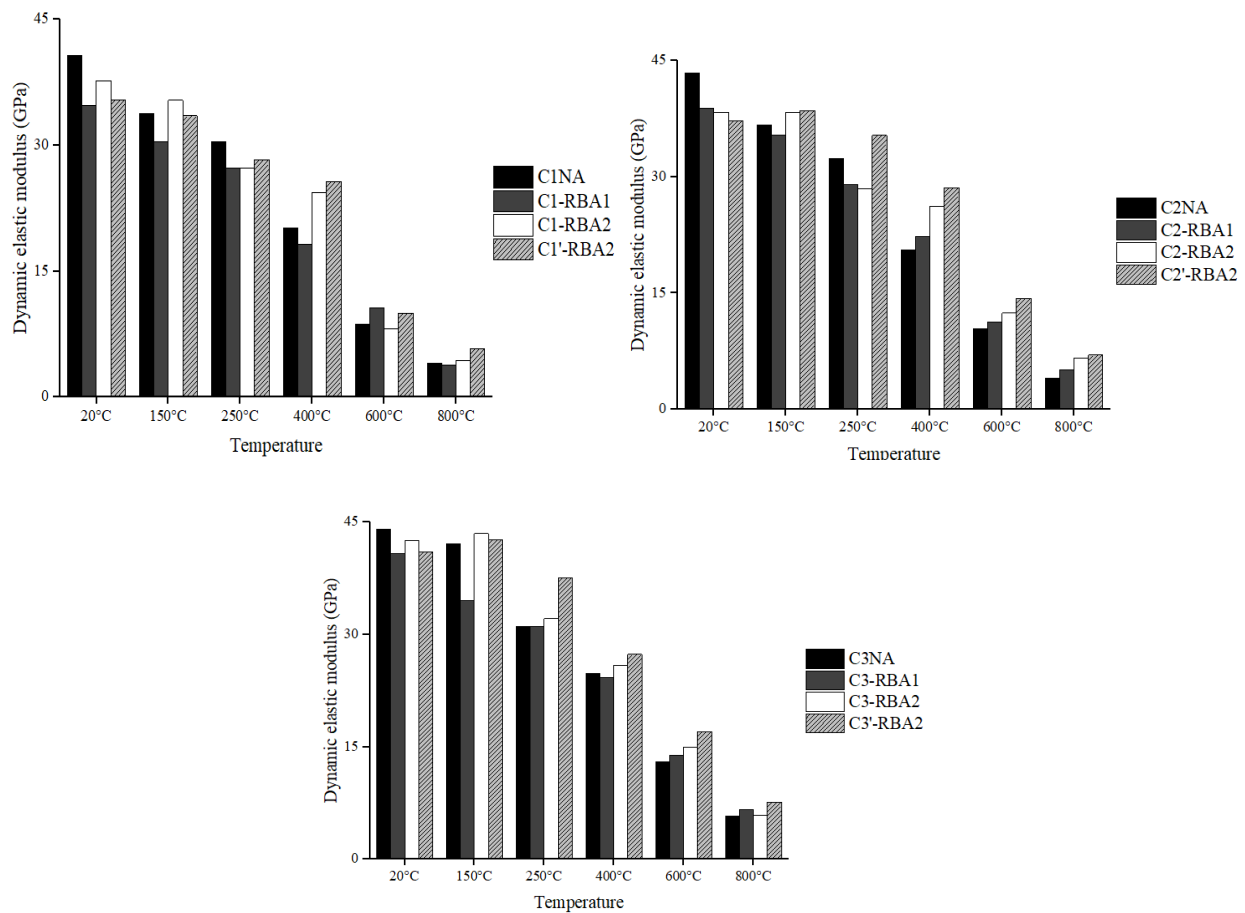 Dynamic elastic modulus (GPa)
45
30
15
0
20°C 150°C 250°C 400°C 600°C 800°C
Temperature
C1NA
C1-RBA1
C1-RBA2
C1'-RBA2
Dynamic elastic modulus (GPa)
45
30
15
0
20°C 150°C 250°C 400°C 600°C 800°C
Temperature
C2NA
C2-RBA1
C2-RBA2
C2'-RBA2
Dynamic elastic modulus (GPa)
45
30
15
0
20°C 150°C 250°C 400°C 600°C 800°C
Temperature
C3NA
C3-RBA1
C3-RBA2
C3'-RBA2